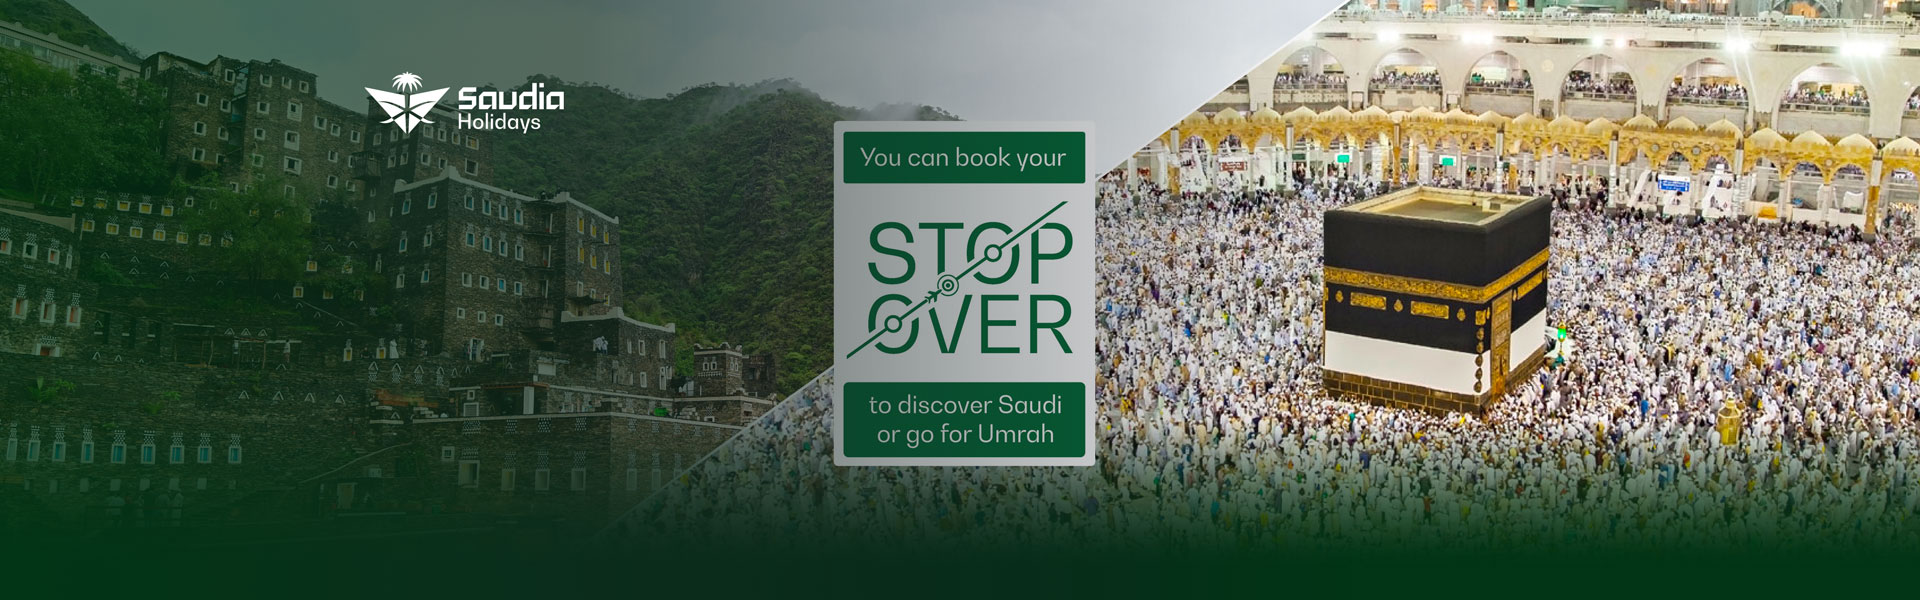 Saudia
Holidays
You can book your
STOP
OVER
to discover Saudi
or go for Umrah